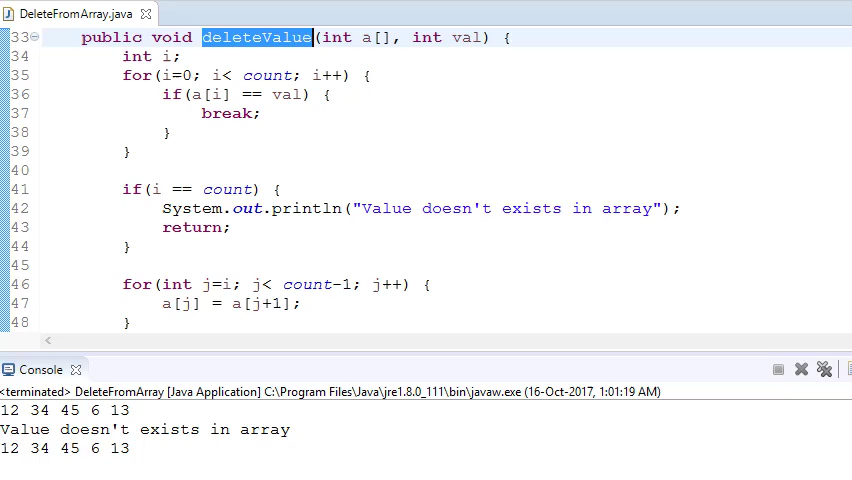 DeleteFromArray.java
33 public void deleteValue(int a[], int val) {
34 int i;
35 for(i=0; i< count; i++) {
36 if(a[i] == val) {
37 break;
38 }
39 }
40
41 if(i == count) {
42 System.out.println("Value doesn't exists in array");
43 return;
44 }
45
46 for(int j=i; j< count-1; j++) {
47 a[j] = a[j+1];
48 }
Console
<terminated> DeleteFromArray [Java Application] C:\Program Files\Java\jre1.8.0_111\bin\javaw.exe (16-Oct-2017, 1:01:19 AM)
12 34 45 6 13
Value doesn't exists in array
12 34 45 6 13